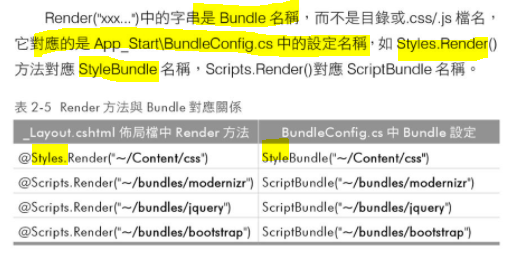 Render("xxx...")中的字串是 Bundle 名稱，而不是目錄或.css/.js 檔名，
它對應的是 App_Start\BundleConfig.cs 中的設定名稱，如 Styles.Render()
方法對應 StyleBundle 名稱，Scripts.Render()對應 ScriptBundle 名稱。
表 2-5 Render 方法與 Bundle 對應關係
_Layout.cshtml 佈局檔中 Render 方法 BundleConfig.cs 中 Bundle 設定
@Styles.Render("~/Content/css") StyleBundle("~/Content/css")
@Scripts.Render("~/bundles/modernizr") ScriptBundle("~/bundles/modernizr")
@Scripts.Render("~/bundles/jquery") ScriptBundle("~/bundles/jquery")
@Scripts.Render("~/bundles/bootstrap") ScriptBundle("~/bundles/bootstrap")